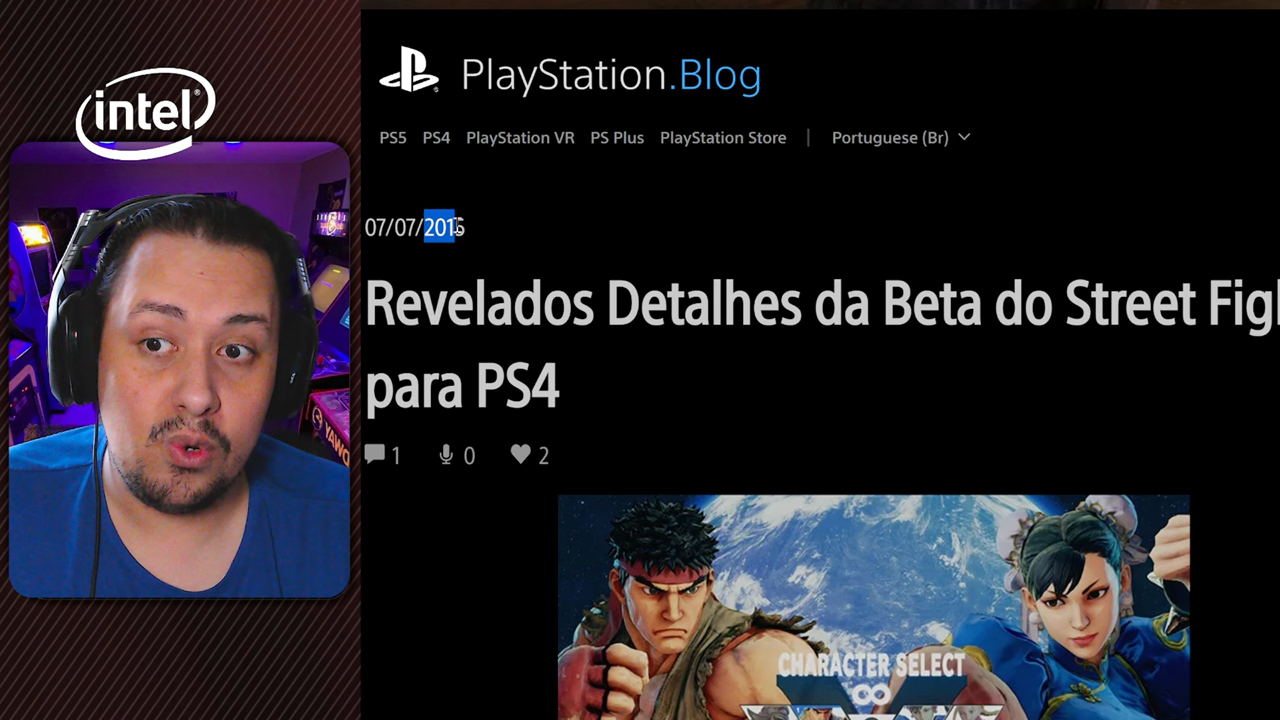 intel
PlayStation.Blog
PS5 PS4 PlayStation VR PS Plus PlayStation Store | Portuguese (Br)
07/07/2015
Revelados Detalhes da Beta do Street Fig
para PS4
1 0 2
CHARACTER SELECT